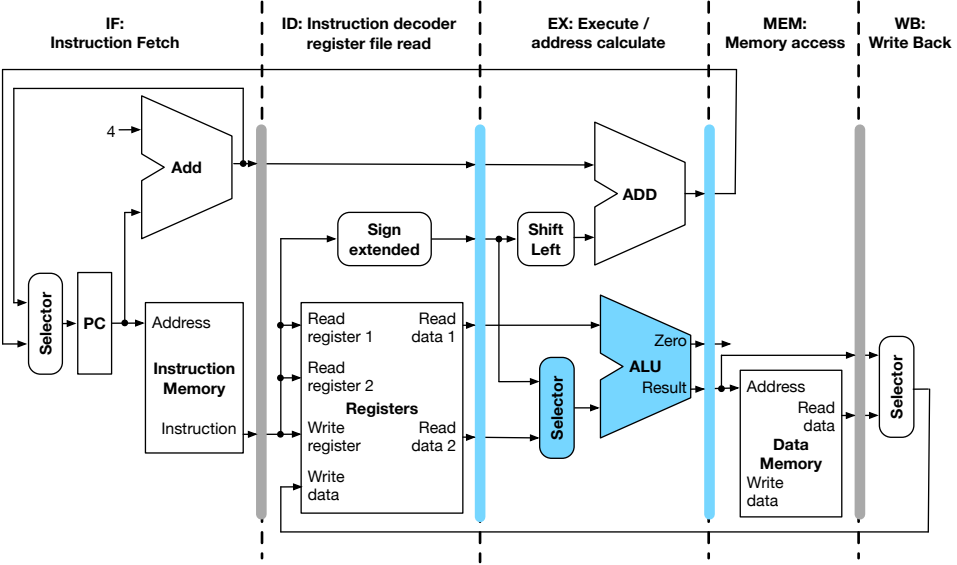 IF:
Instruction Fetch
ID: Instruction decoder
register file read
EX: Execute /
address calculate
MEM:
Memory access
WB:
Write Back
4
Add
ADD
Sign
extended
Shift
Left
Selector
PC
Address
Instruction
Memory
Instruction
Read
register 1
Read
data 1
Read
register 2
Registers
Write
register
Read
data 2
Write
data
Selector
Zero
ALU
Result
Address
Read
data
Data
Memory
Write
data
Selector